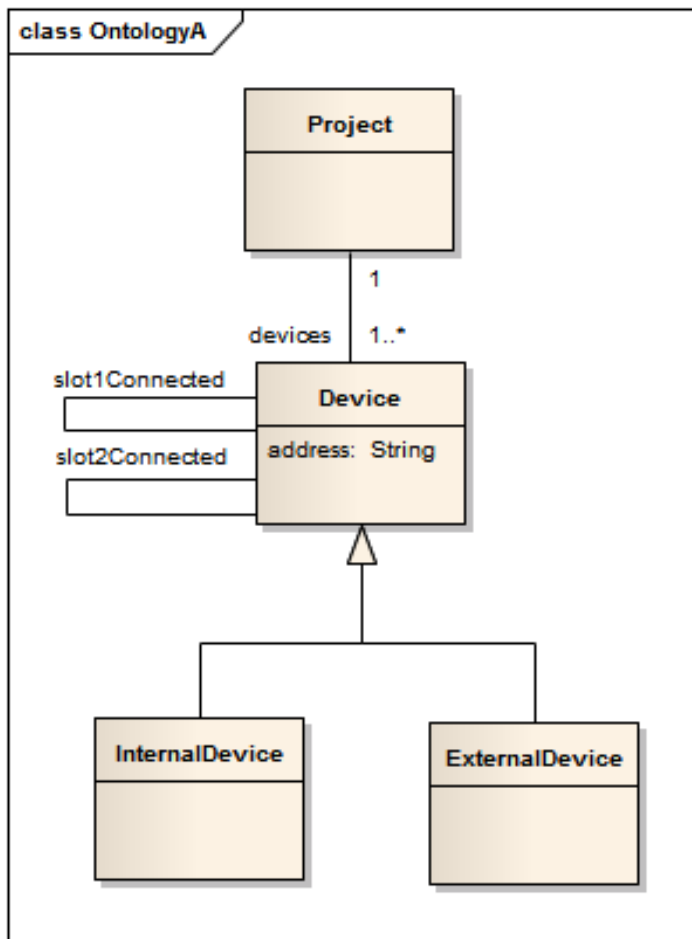 class OntologyA
Project
1
devices 1..*
slot1Connected
Device
slot2Connected
address: String
InternalDevice
ExternalDevice